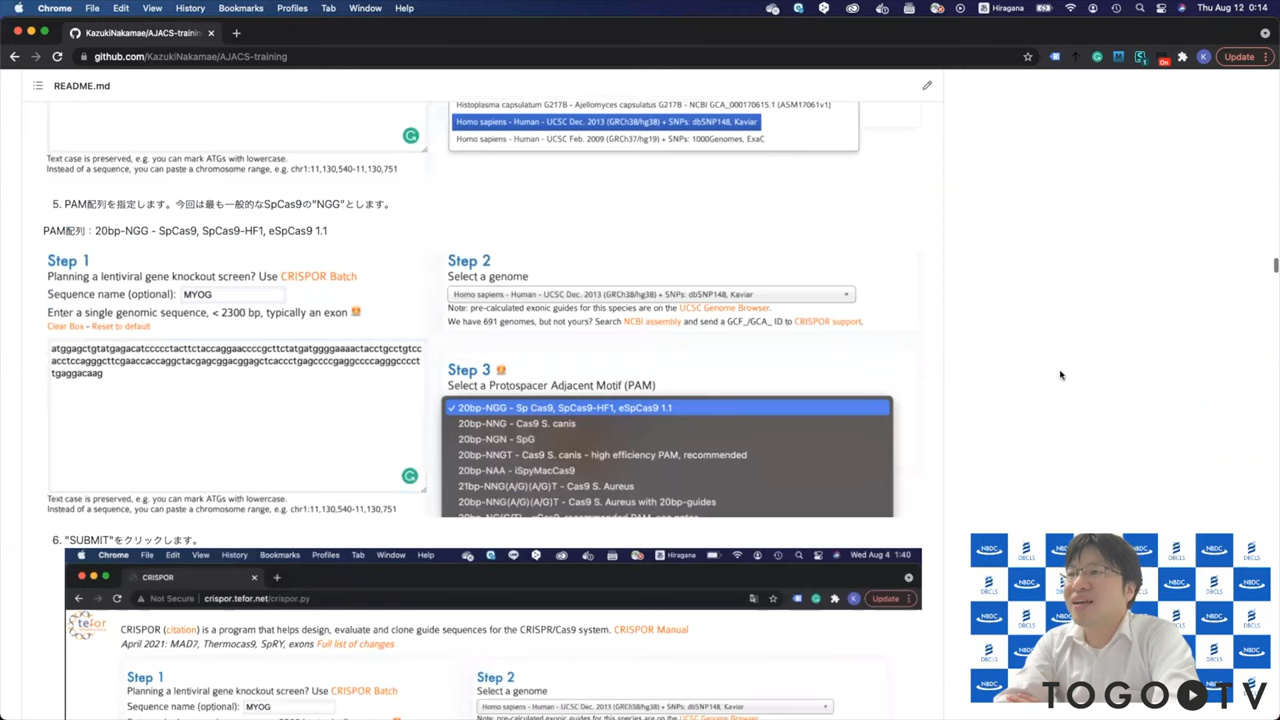 Chrome File Edit View History Bookmarks Profiles Tab Window Help
Hiragana
Thu Aug 12 0:14
KazukiNakamae/AJACS-trainin
github.com/KazukiNakamae/AJACS-training
On
K
Update
README.md
Histoplasma capsulatum G217B - Ajellomyces capsulatus G217B - NCBI GCA_000170615.1 (ASM17061v1)
Homo sapiens - Human - UCSC Dec. 2013 (GRCh38/hg38) + SNPs: dbSNP148, Kaviar
Homo sapiens - Human - UCSC Feb. 2009 (GRCh37/hg19) + SNPs: 1000Genomes, ExaC
Text case is preserved, e.g. you can mark ATGs with lowercase.
Instead of a sequence, you can paste a chromosome range, e.g. chr1:11,130,540-11,130,751
5. PAM配列を指定します。今回は最も一般的なSpCas9の"NGG"とします。
PAM配列：20bp-NGG - SpCas9, SpCas9-HF1, eSpCas9 1.1
Step 1
Planning a lentiviral gene knockout screen? Use CRISPOR Batch
Sequence name (optional): MYOG
Enter a single genomic sequence, < 2300 bp, typically an exon
Clear Box - Reset to default
atggagctgtatgagacatccccctacttctaccaggaaccccgcttctatgatggggaaaactacctgcctgtcc
acctccagggcttcgaaccaccaggctacgagcggacggagctcaccctgagccccgaggccccagggcccct
tgaggacaag
Text case is preserved, e.g. you can mark ATGs with lowercase.
Instead of a sequence, you can paste a chromosome range, e.g. chr1:11,130,540-11,130,751
Step 2
Select a genome
Homo sapiens - Human - UCSC Dec. 2013 (GRCh38/hg38) + SNPs: dbSNP148, Kaviar
Note: pre-calculated exonic guides for this species are on the UCSC Genome Browser.
We have 691 genomes, but not yours? Search NCBI assembly and send a GCF_/GCA_ ID to CRISPOR support.
Step 3
Select a Protospacer Adjacent Motif (PAM)
✓ 20bp-NGG - Sp Cas9, SpCas9-HF1, eSpCas9 1.1
20bp-NNG - Cas9 S. canis
20bp-NGN - SpG
20bp-NNGT - Cas9 S. canis - high efficiency PAM, recommended
20bp-NAA - iSpyMacCas9
21bp-NNG(A/G)(A/G)T - Cas9 S. Aureus
20bp-NNG(A/G)(A/G)T - Cas9 S. Aureus with 20bp-guides
6. "SUBMIT"をクリックします。
Chrome File Edit View History Bookmarks Profiles Tab Window Help
Hiragana
Wed Aug 4 1:40
CRISPOR
Not Secure
crispor.tefor.net/crispor.py
K
Update
tefor
CRISPOR (citation) is a program that helps design, evaluate and clone guide sequences for the CRISPR/Cas9 system. CRISPOR Manual
April 2021: MAD7, Thermocas9, SpRY, exons Full list of changes
Step 1
Planning a lentiviral gene knockout screen? Use CRISPOR Batch
Sequence name (optional): MYOG
Step 2
Select a genome
Homo sapiens - Human - UCSC Dec. 2013 (GRCh38/hg38) + SNPs: dbSNP148, Kaviar
NBDC
DBCLS
TOGO TV